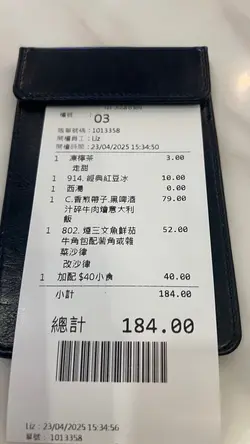 檯號：
03
賬單號碼：1013358
開檯員工：Liz
開檯時間：23/04/2025 15:34:50
1 凍檸茶 3.00
走甜
1 914. 經典紅豆冰 10.00
1 西湯 0.00
1 C.香煎帶子.黑啤酒 79.00
汁碎牛肉燴意大利
飯
1 802. 煙三文魚鮮茄 52.00
牛角包配薯角或雜
菜沙律
改沙律
1 加配 $40小食 40.00
小計 184.00
總計 184.00
Liz : 23/04/2025 15:34:56
單號： 1013358